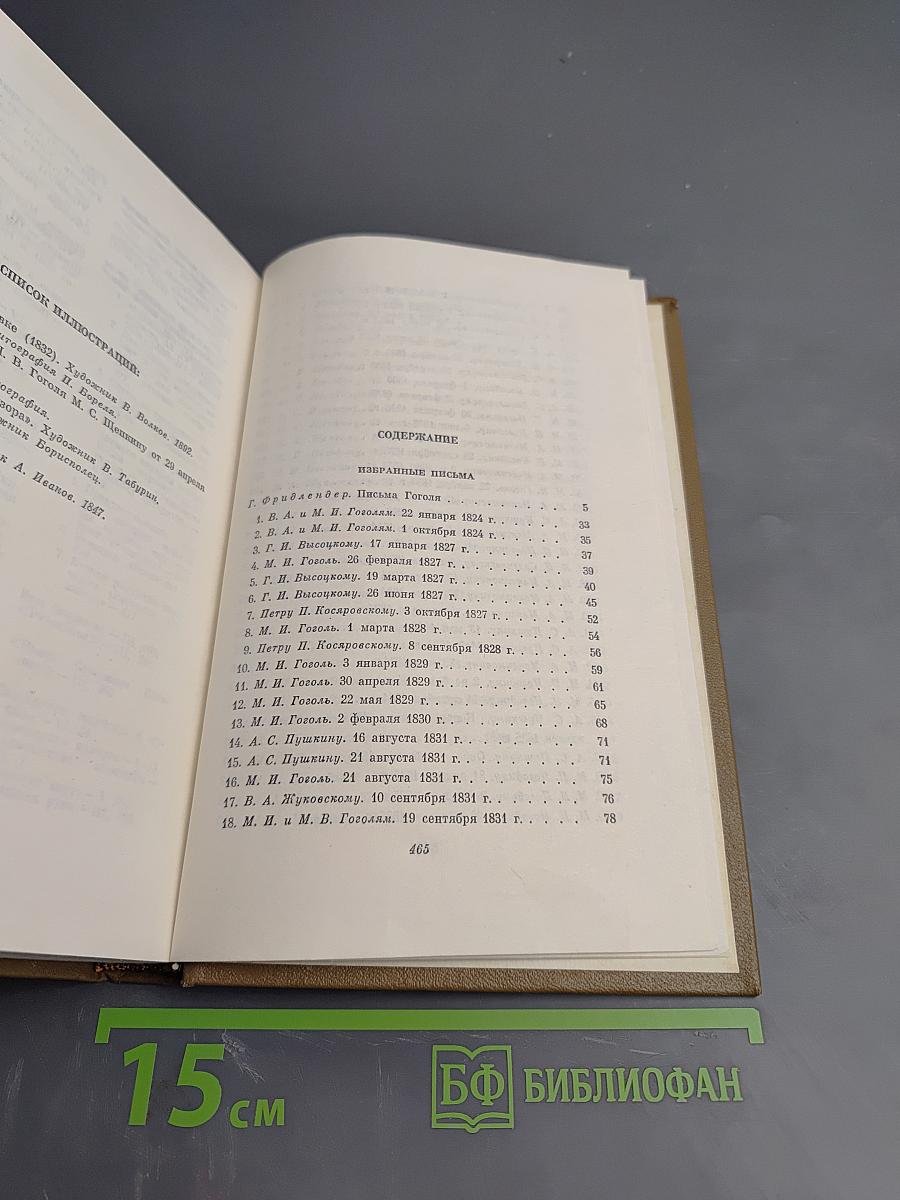 СПИСОК ИЛЛЮСТРАЦИЙ:
вке (1832). Художник В. Волков. 1892.
итография П. Бореля.
. В. Гоголя М. С. Щепкину от 29 апреля
ография.
зора». Художник В. Табурин.
жник Борисполец.
к А. Иванов. 1847.
СОДЕРЖАНИЕ
ИЗБРАННЫЕ ПИСЬМА
Г. Фридлендер. Письма Гоголя . . . . . . . . . 5
1. В. А. и М. И. Гоголям. 22 января 1824 г. . . . . . 33
2. В. А. и М. И. Гоголям. 1 октября 1824 г. . . . . . 35
3. Г. И. Высоцкому. 17 января 1827 г. . . . . . . 37
4. М. И. Гоголь. 26 февраля 1827 г. . . . . . . . 39
5. Г. И. Высоцкому. 19 марта 1827 г. . . . . . . . 40
6. Г. И. Высоцкому. 26 июня 1827 г. . . . . . . . 45
7. Петру П. Косяровскому. 3 октября 1827 г. . . . . . 52
8. М. И. Гоголь. 1 марта 1828 г. . . . . . . . . 54
9. Петру П. Косяровскому. 8 сентября 1828 г. . . . . 56
10. М. И. Гоголь. 3 января 1829 г. . . . . . . . . 59
11. М. И. Гоголь. 30 апреля 1829 г. . . . . . . . . 61
12. М. И. Гоголь. 22 мая 1829 г. . . . . . . . . . 65
13. М. И. Гоголь. 2 февраля 1830 г. . . . . . . . . 68
14. А. С. Пушкину. 16 августа 1831 г. . . . . . . . 71
15. А. С. Пушкину. 21 августа 1831 г. . . . . . . . 71
16. М. И. Гоголь. 21 августа 1831 г. . . . . . . . 75
17. В. А. Жуковскому. 10 сентября 1831 г. . . . . . . 76
18. М. И. и М. В. Гоголям. 19 сентября 1831 г. . . . . 78
465
15 см
БФ БИБЛИОФАН